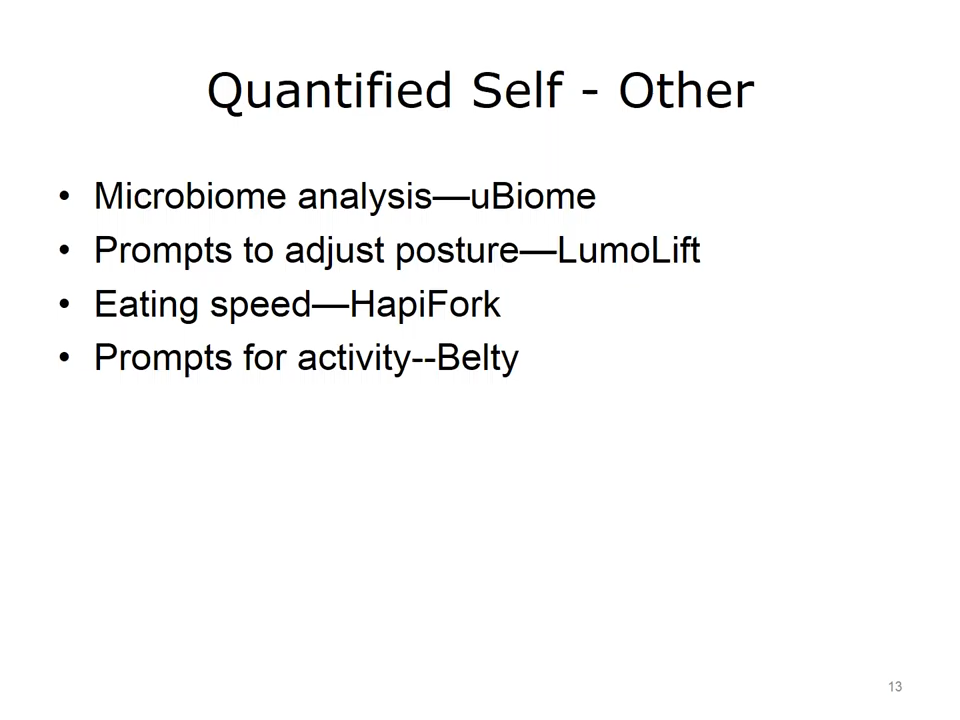 Quantified Self - Other
• Microbiome analysis—uBiome
• Prompts to adjust posture—LumoLift
• Eating speed—HapiFork
• Prompts for activity--Belty
13